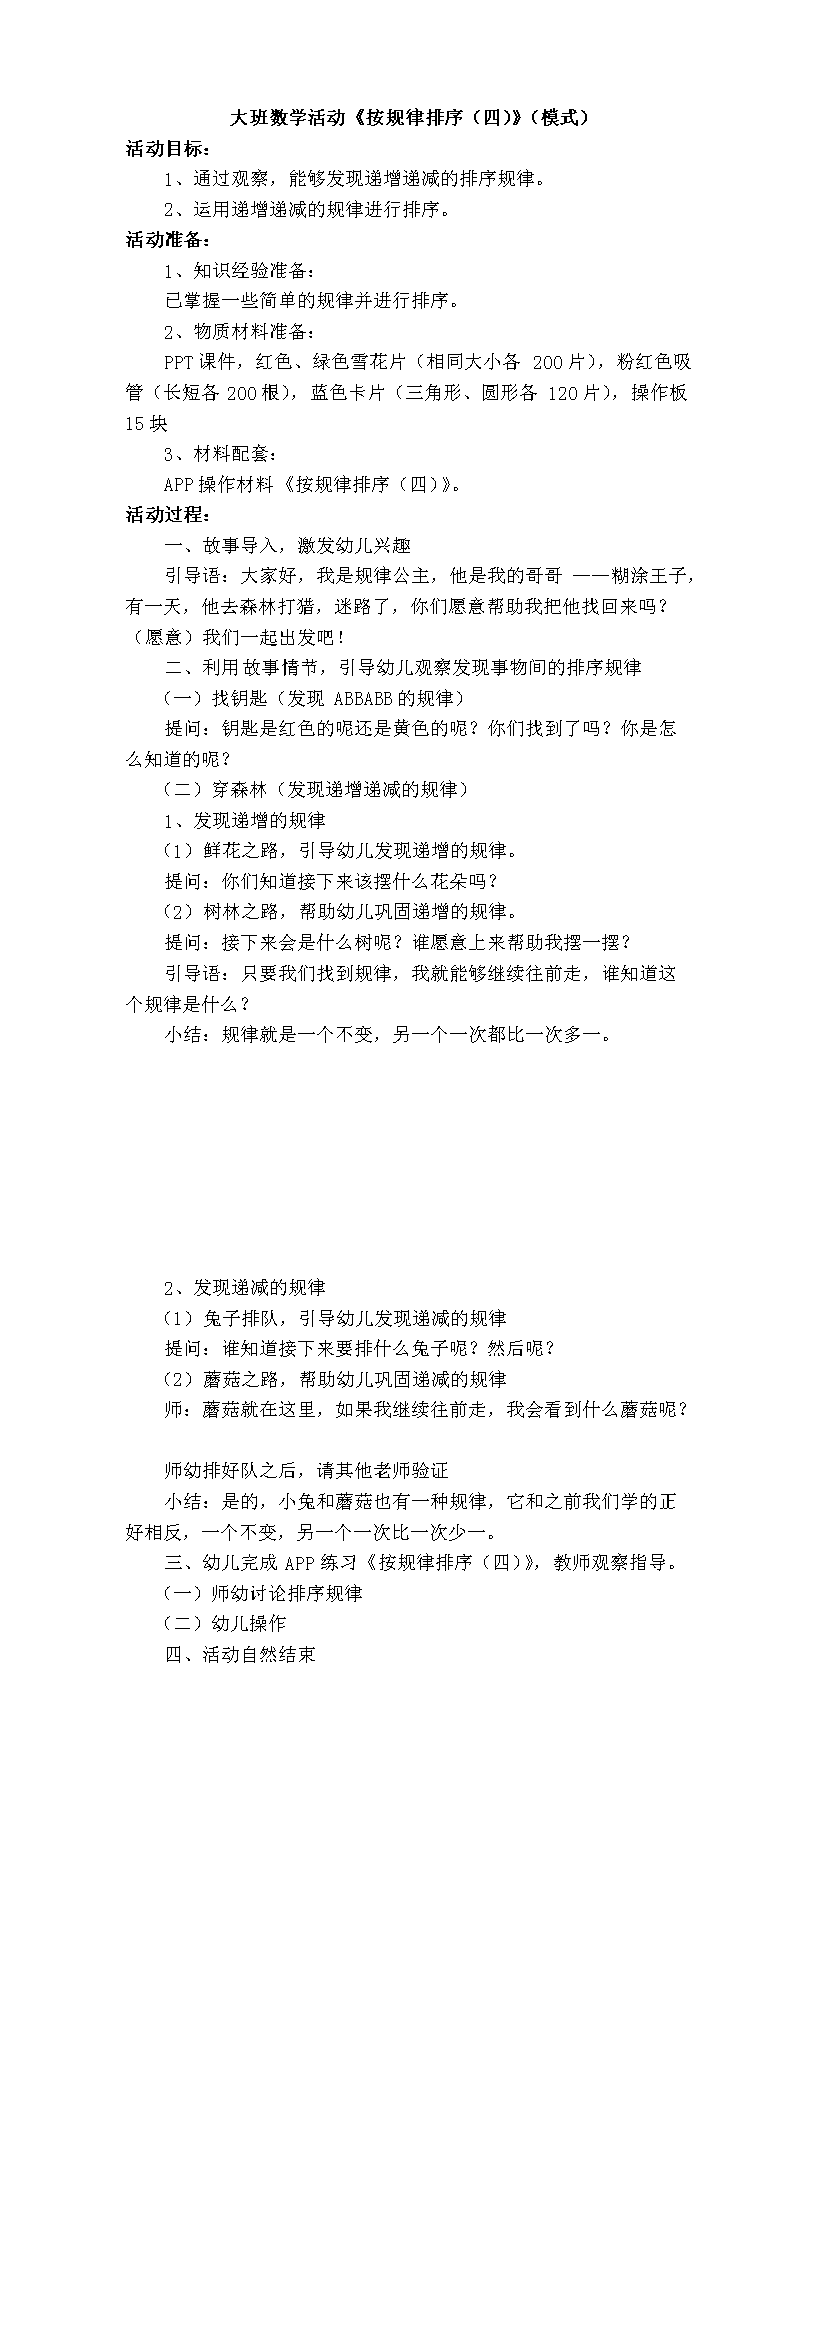 大班数学活动《按规律排序（四）》（模式）
活动目标：
1、通过观察，能够发现递增递减的排序规律。
2、运用递增递减的规律进行排序。
活动准备：
1、知识经验准备：
已掌握一些简单的规律并进行排序。
2、物质材料准备：
PPT课件，红色、绿色雪花片（相同大小各 200片），粉红色吸
管（长短各200根），蓝色卡片（三角形、圆形各 120片），操作板
15块
3、材料配套：
APP操作材料《按规律排序（四）》。
活动过程：
一、故事导入，激发幼儿兴趣
引导语：大家好，我是规律公主，他是我的哥哥 ——糊涂王子，
有一天，他去森林打猎，迷路了，你们愿意帮助我把他找回来吗？
（愿意）我们一起出发吧！
二、利用故事情节，引导幼儿观察发现事物间的排序规律
（一）找钥匙（发现 ABBABB的规律）
提问：钥匙是红色的呢还是黄色的呢？你们找到了吗？你是怎
么知道的呢？
（二）穿森林（发现递增递减的规律）
1、发现递增的规律
（1）鲜花之路，引导幼儿发现递增的规律。
提问：你们知道接下来该摆什么花朵吗？
（2）树林之路，帮助幼儿巩固递增的规律。
提问：接下来会是什么树呢？谁愿意上来帮助我摆一摆？
引导语：只要我们找到规律，我就能够继续往前走，谁知道这
个规律是什么？
小结：规律就是一个不变，另一个一次都比一次多一。
2、发现递减的规律
（1）兔子排队，引导幼儿发现递减的规律
提问：谁知道接下来要排什么兔子呢？然后呢？
（2）蘑菇之路，帮助幼儿巩固递减的规律
师：蘑菇就在这里，如果我继续往前走，我会看到什么蘑菇呢？
师幼排好队之后，请其他老师验证
小结：是的，小兔和蘑菇也有一种规律，它和之前我们学的正
好相反，一个不变，另一个一次比一次少一。
三、幼儿完成APP练习《按规律排序（四）》，教师观察指导。
（一）师幼讨论排序规律
（二）幼儿操作
四、活动自然结束